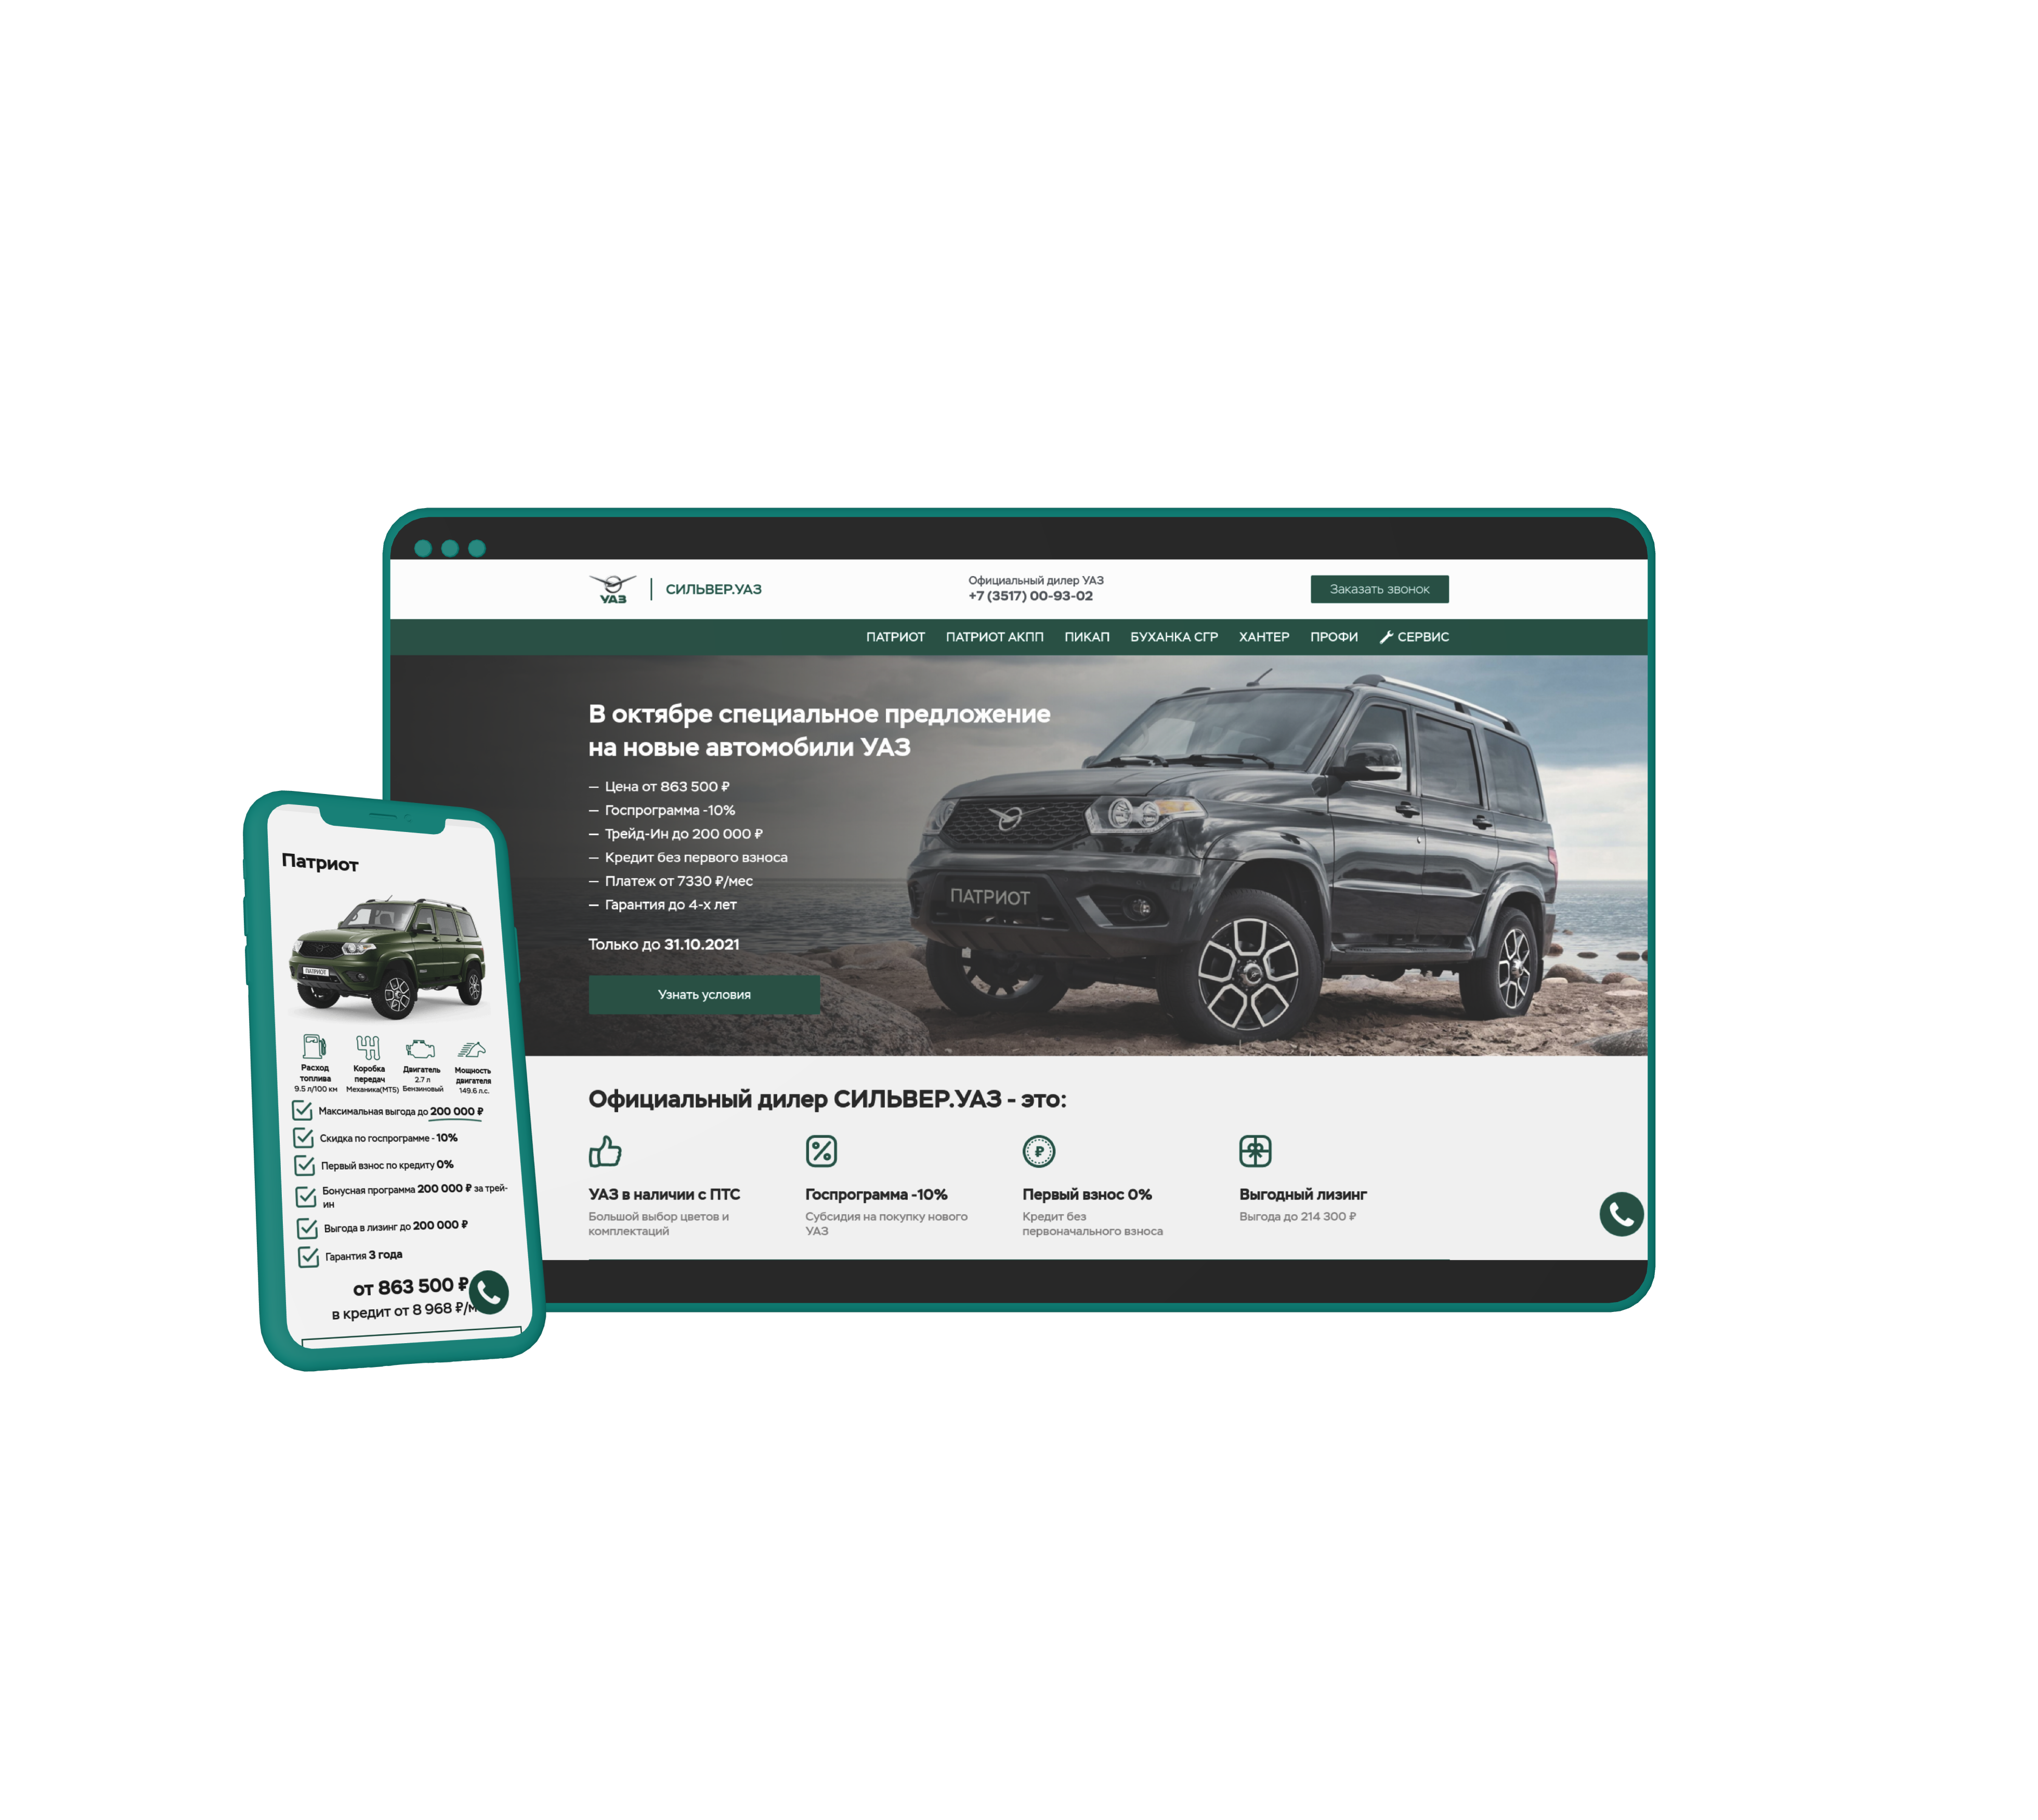 УАЗ
СИЛЬВЕР.УАЗ
Официальный дилер УАЗ
+7 (3517) 00-93-02
Заказать звонок
ПАТРИОТ ПАТРИОТ АКПП ПИКАП БУХАНКА СГР ХАНТЕР ПРОФИ СЕРВИС
В октябре специальное предложение
на новые автомобили УАЗ
— Цена от 863 500 ₽
— Госпрограмма -10%
— Трейд-Ин до 200 000 ₽
— Кредит без первого взноса
— Платеж от 7330 ₽/мес
— Гарантия до 4-х лет
Только до 31.10.2021
Узнать условия
ПАТРИОТ
Официальный дилер СИЛЬВЕР.УАЗ - это:
УАЗ в наличии с ПТС
Большой выбор цветов и
комплектаций
Госпрограмма -10%
Субсидия на покупку нового
УАЗ
Первый взнос 0%
Кредит без
первоначального взноса
Выгодный лизинг
Выгода до 214 300 ₽
Патриот
ПАТРИОТ
Расход
топлива
9.5 л/100 км
Коробка
передач
Механика(МТ5)
Двигатель
2.7 л
Бензиновый
Мощность
двигателя
149.6 л.с.
Максимальная выгода до 200 000 ₽
Скидка по госпрограмме - 10%
Первый взнос по кредиту 0%
Бонусная программа 200 000 ₽ за трей-
ин
Выгода в лизинг до 200 000 ₽
Гарантия 3 года
от 863 500 ₽
в кредит от 8 968 ₽/м